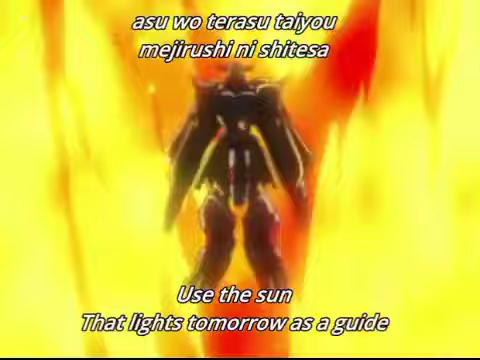 asu wo terasu taiyou
mejirushi ni shitesa
Use the sun
That lights tomorrow as a guide